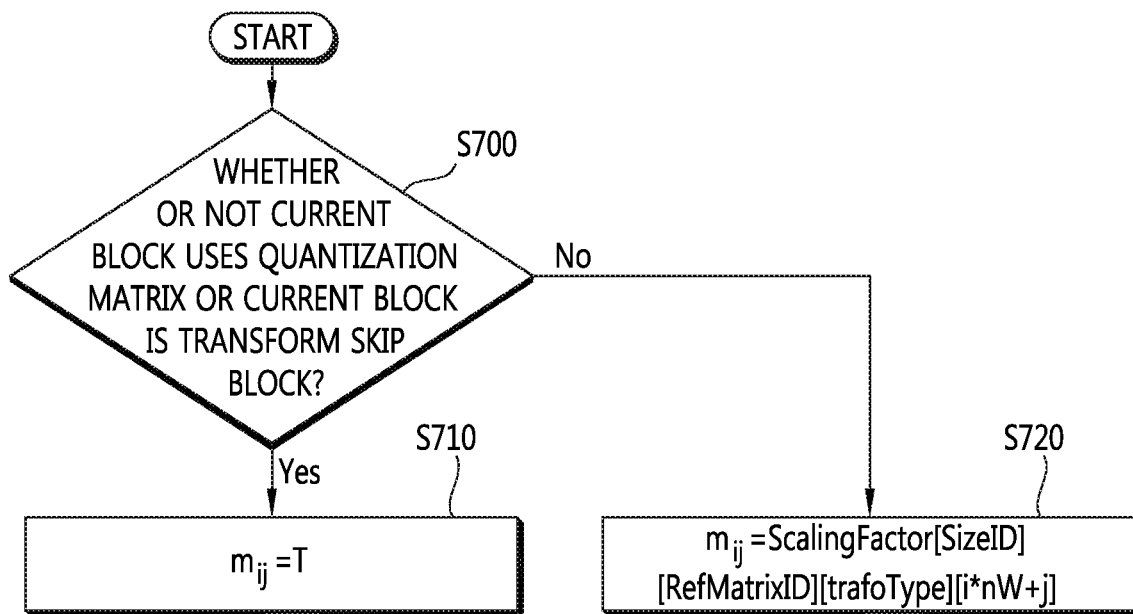 START
S700
WHETHER
OR NOT CURRENT
BLOCK USES QUANTIZATION
MATRIX OR CURRENT BLOCK
IS TRANSFORM SKIP
BLOCK?
No
Yes
S710
m_ij =T
S720
m_ij =ScalingFactor[SizeID]
[RefMatrixID][trafoType][i*nW+j]